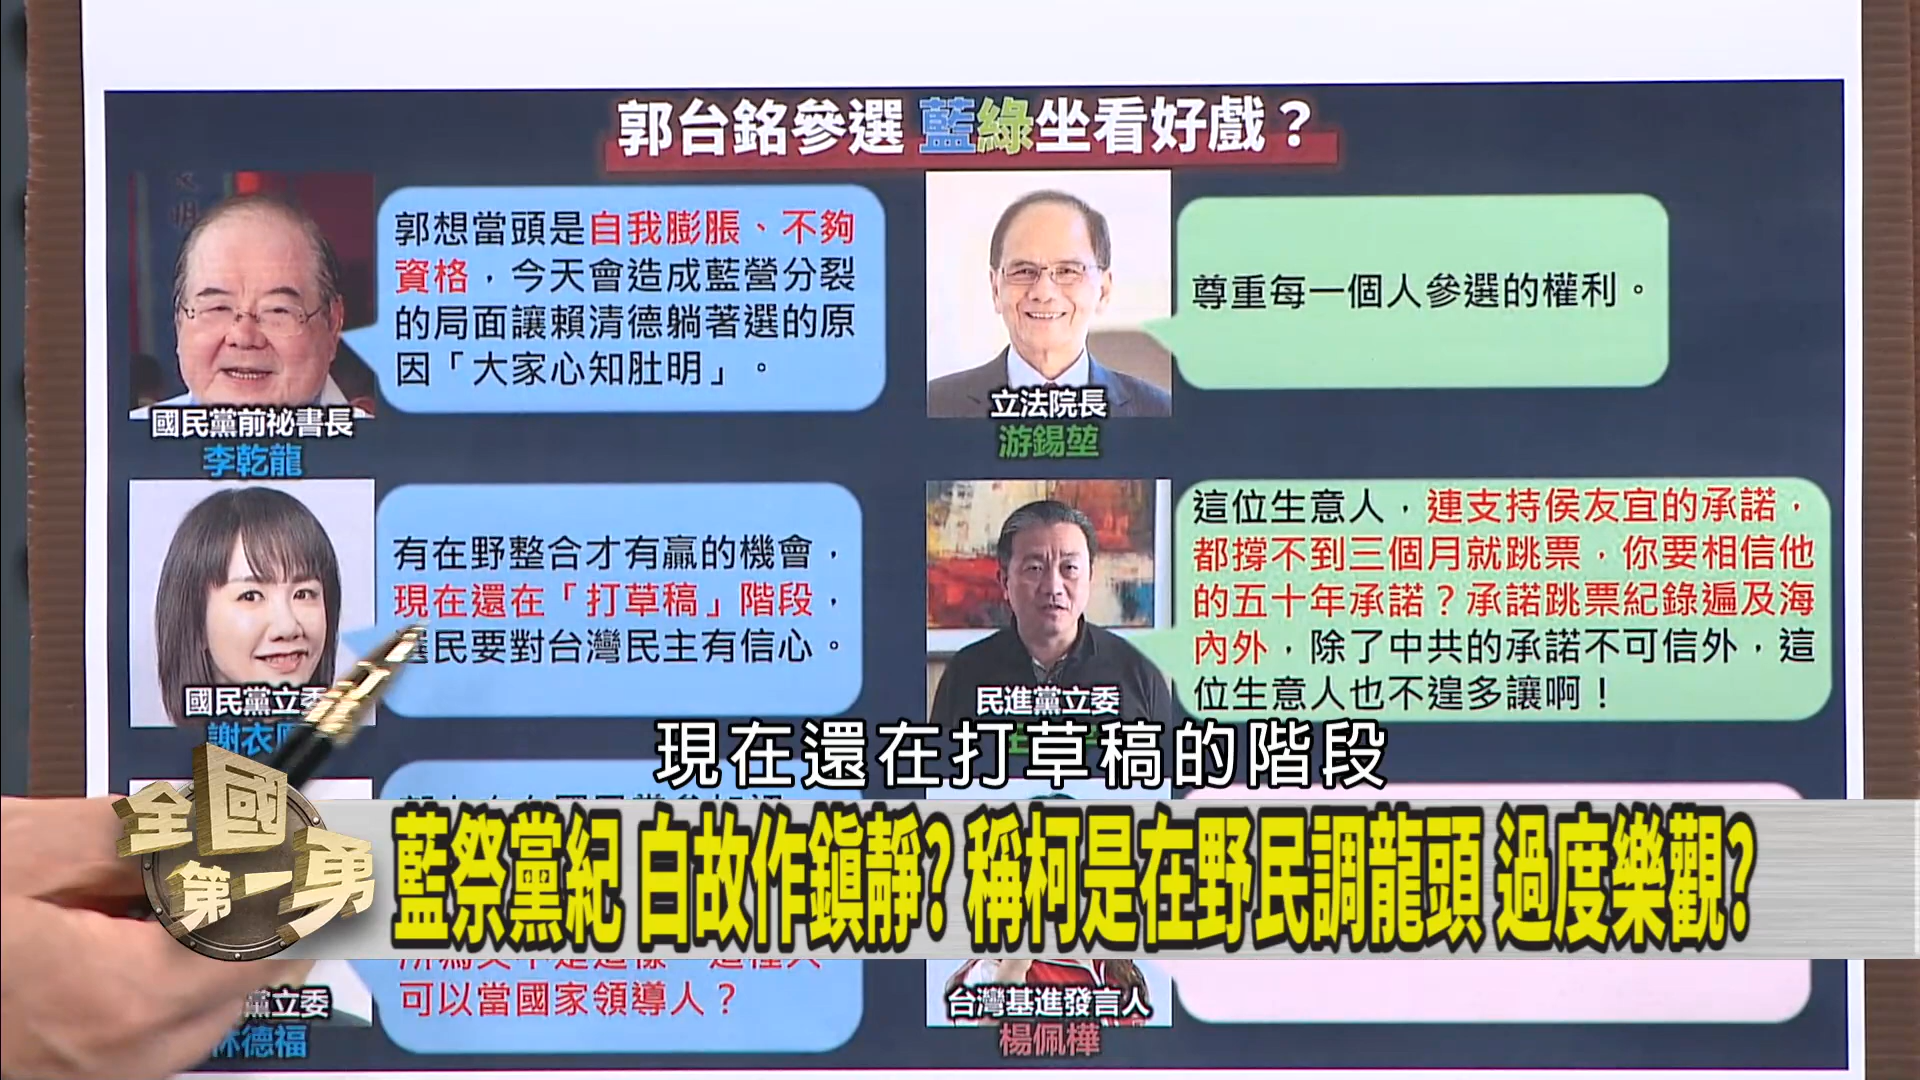 郭台銘參選 藍綠坐看好戲？
郭想當頭是自我膨脹、不夠
資格，今天會造成藍營分裂
的局面讓賴清德躺著選的原
因「大家心知肚明」。
國民黨前祕書長
李乾龍
尊重每一個人參選的權利。
立法院長
游錫堃
有在野整合才有贏的機會，
現在還在「打草稿」階段，
選民要對台灣民主有信心。
國民黨立委
謝衣
這位生意人，連支持侯友宜的承諾，
都撐不到三個月就跳票，你要相信他
的五十年承諾？承諾跳票紀錄遍及海
內外，除了中共的承諾不可信外，這
位生意人也不遑多讓啊！
民進黨立委
現在還在打草稿的階段
全國第一勇
藍祭黨紀 白故作鎮靜? 稱柯是在野民調龍頭 過度樂觀?
可以當國家領導人？
黨立委
林德福
台灣基進發言人
楊佩樺